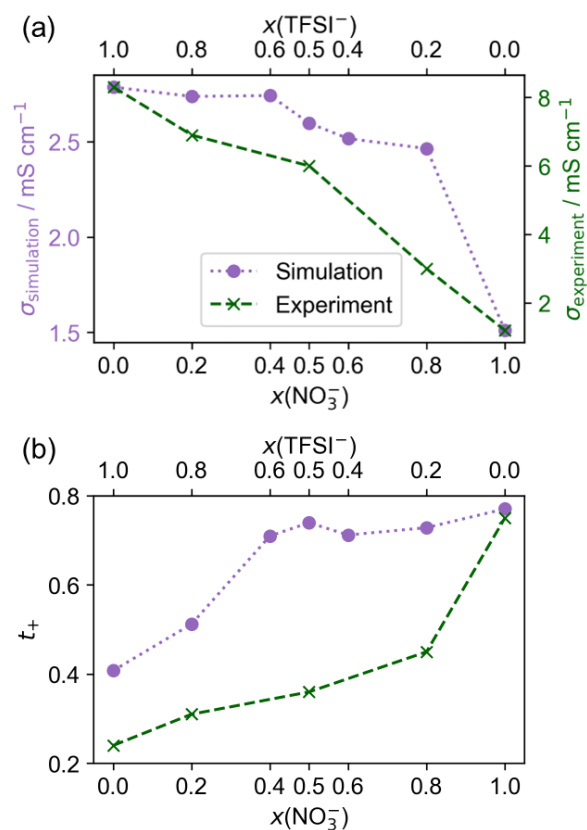 (a)
x(TFSI⁻)
1.0 0.8 0.6 0.5 0.4 0.2 0.0
σsimulation / mS cm⁻¹
2.5
2.0
1.5
8
6
4
2
σexperiment / mS cm⁻¹
Simulation
Experiment
0.0 0.2 0.4 0.5 0.6 0.8 1.0
x(NO₃⁻)
(b)
x(TFSI⁻)
1.0 0.8 0.6 0.5 0.4 0.2 0.0
t₊
0.8
0.6
0.4
0.2
0.0 0.2 0.4 0.5 0.6 0.8 1.0
x(NO₃⁻)